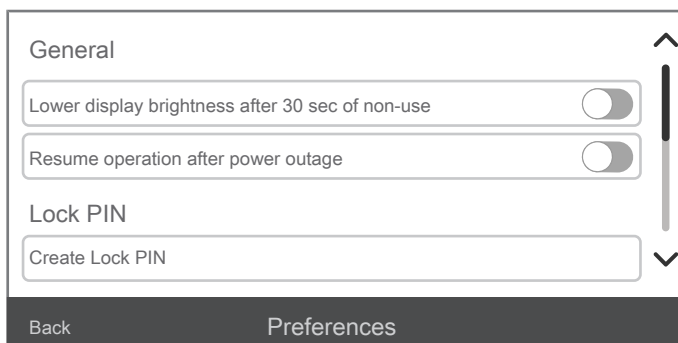 General
Lower display brightness after 30 sec of non-use
Resume operation after power outage
Lock PIN
Create Lock PIN
Back
Preferences